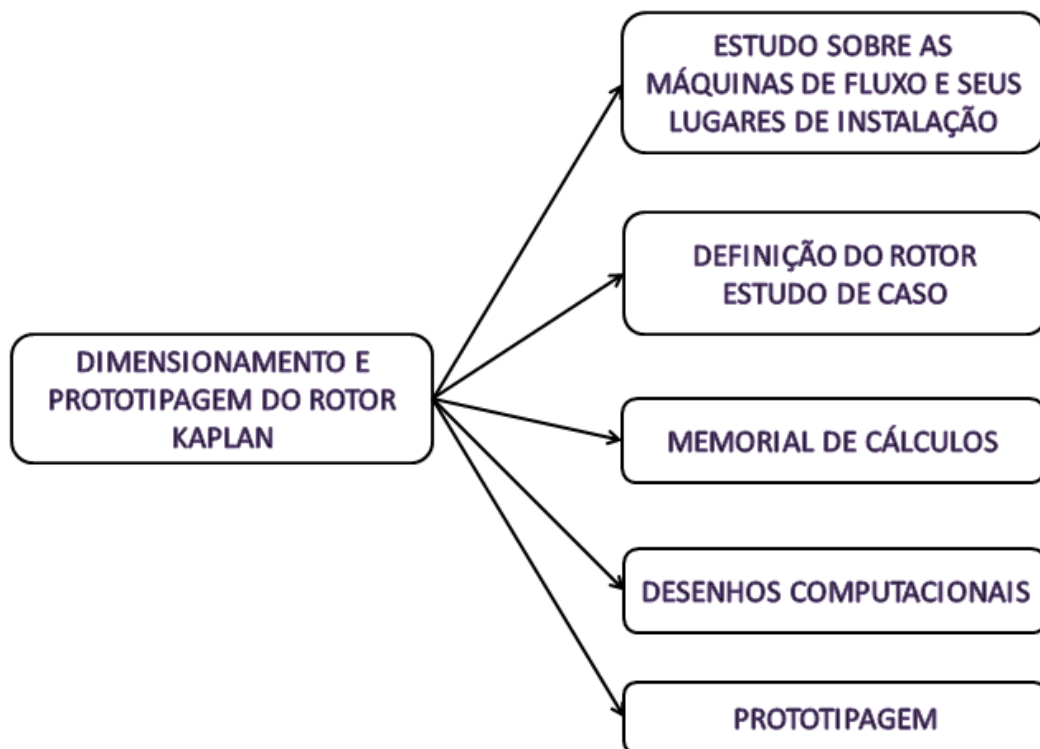 ESTUDO SOBRE AS
MÁQUINAS DE FLUXO E SEUS
LUGARES DE INSTALAÇÃO
DEFINIÇÃO DO ROTOR
ESTUDO DE CASO
DIMENSIONAMENTO E
PROTOTIPAGEM DO ROTOR
KAPLAN
MEMORIAL DE CÁLCULOS
DESENHOS COMPUTACIONAIS
PROTOTIPAGEM